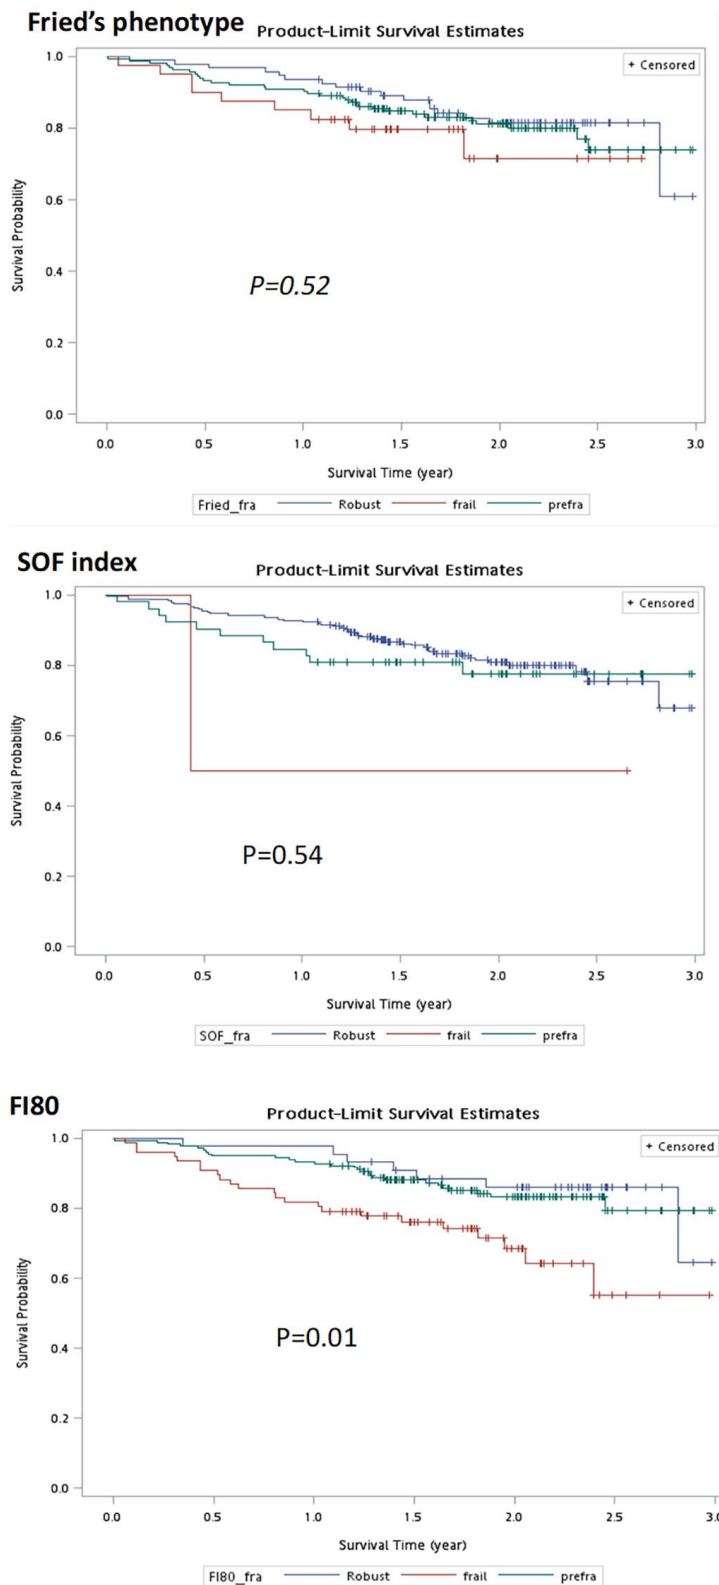 Fried's phenotype
Product-Limit Survival Estimates
+ Censored
1.0
0.8
0.6
0.4
0.2
0.0
Survival Probability
P=0.52
0.0 0.5 1.0 1.5 2.0 2.5 3.0
Survival Time (year)
Fried_fra Robust frail prefra
SOF index
Product-Limit Survival Estimates
+ Censored
1.0
0.8
0.6
0.4
0.2
0.0
Survival Probability
P=0.54
0.0 0.5 1.0 1.5 2.0 2.5 3.0
Survival Time (year)
SOF_fra Robust frail prefra
FI80
Product-Limit Survival Estimates
+ Censored
1.0
0.8
0.6
0.4
0.2
0.0
Survival Probability
P=0.01
0.0 0.5 1.0 1.5 2.0 2.5 3.0
Survival Time (year)
FI80_fra Robust frail prefra